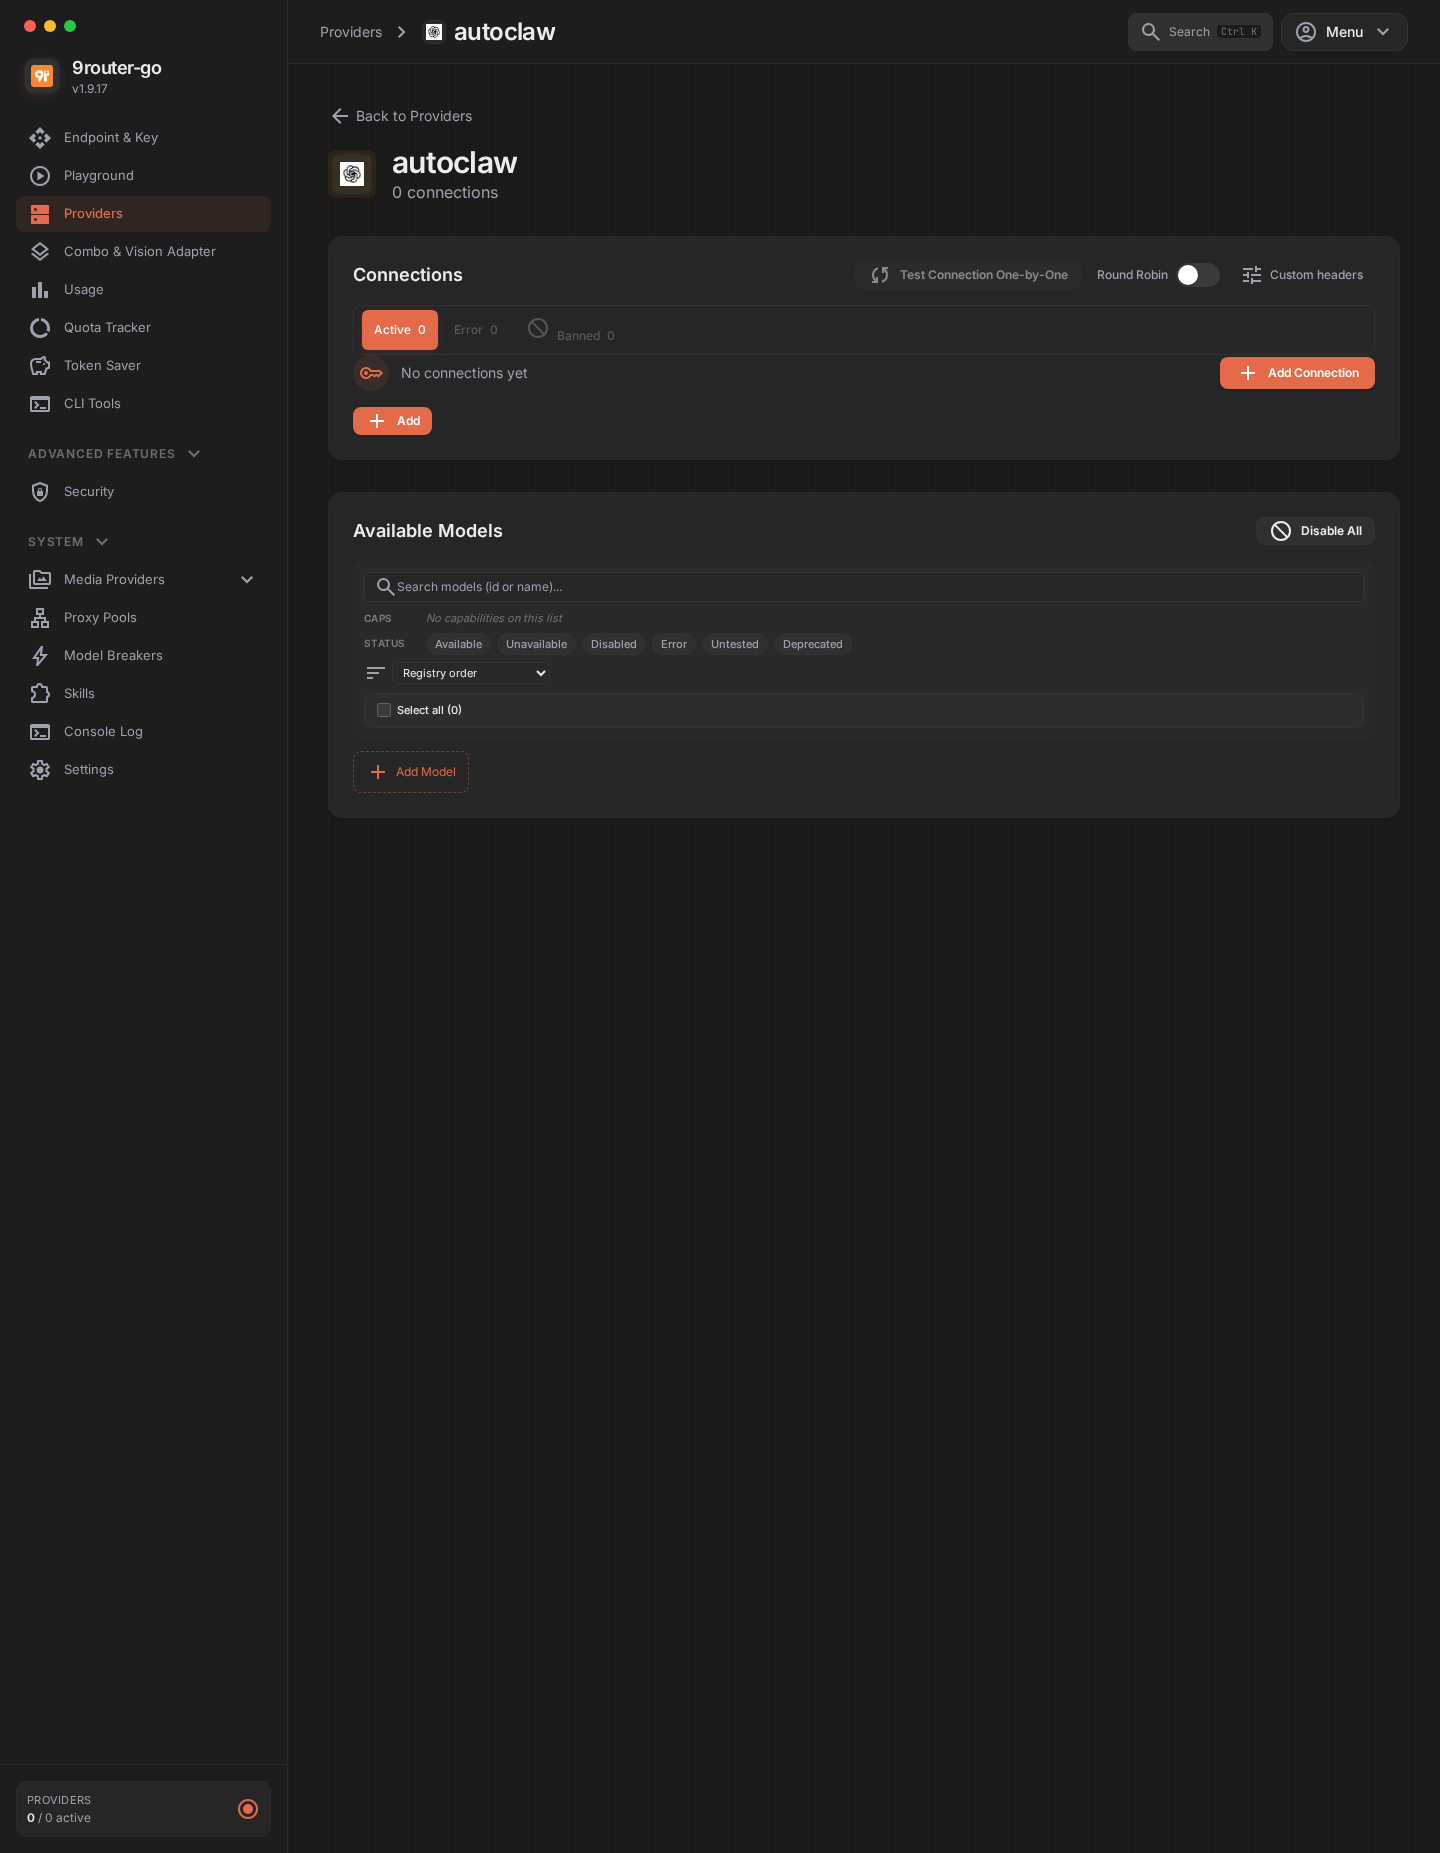 9router-go
v1.9.17
Endpoint & Key
Playground
Providers
Combo & Vision Adapter
Usage
Quota Tracker
Token Saver
CLI Tools
ADVANCED FEATURES
Security
SYSTEM
Media Providers
Proxy Pools
Model Breakers
Skills
Console Log
Settings
PROVIDERS
0 / 0 active
Providers autoclaw
Search Ctrl K
Menu
Back to Providers
autoclaw
0 connections
Connections
Test Connection One-by-One
Round Robin
Custom headers
Active 0 Error 0 Banned 0
No connections yet
Add Connection
Add
Available Models
Disable All
Search models (id or name)...
CAPS No capabilities on this list
STATUS Available Unavailable Disabled Error Untested Deprecated
Registry order
Select all (0)
Add Model